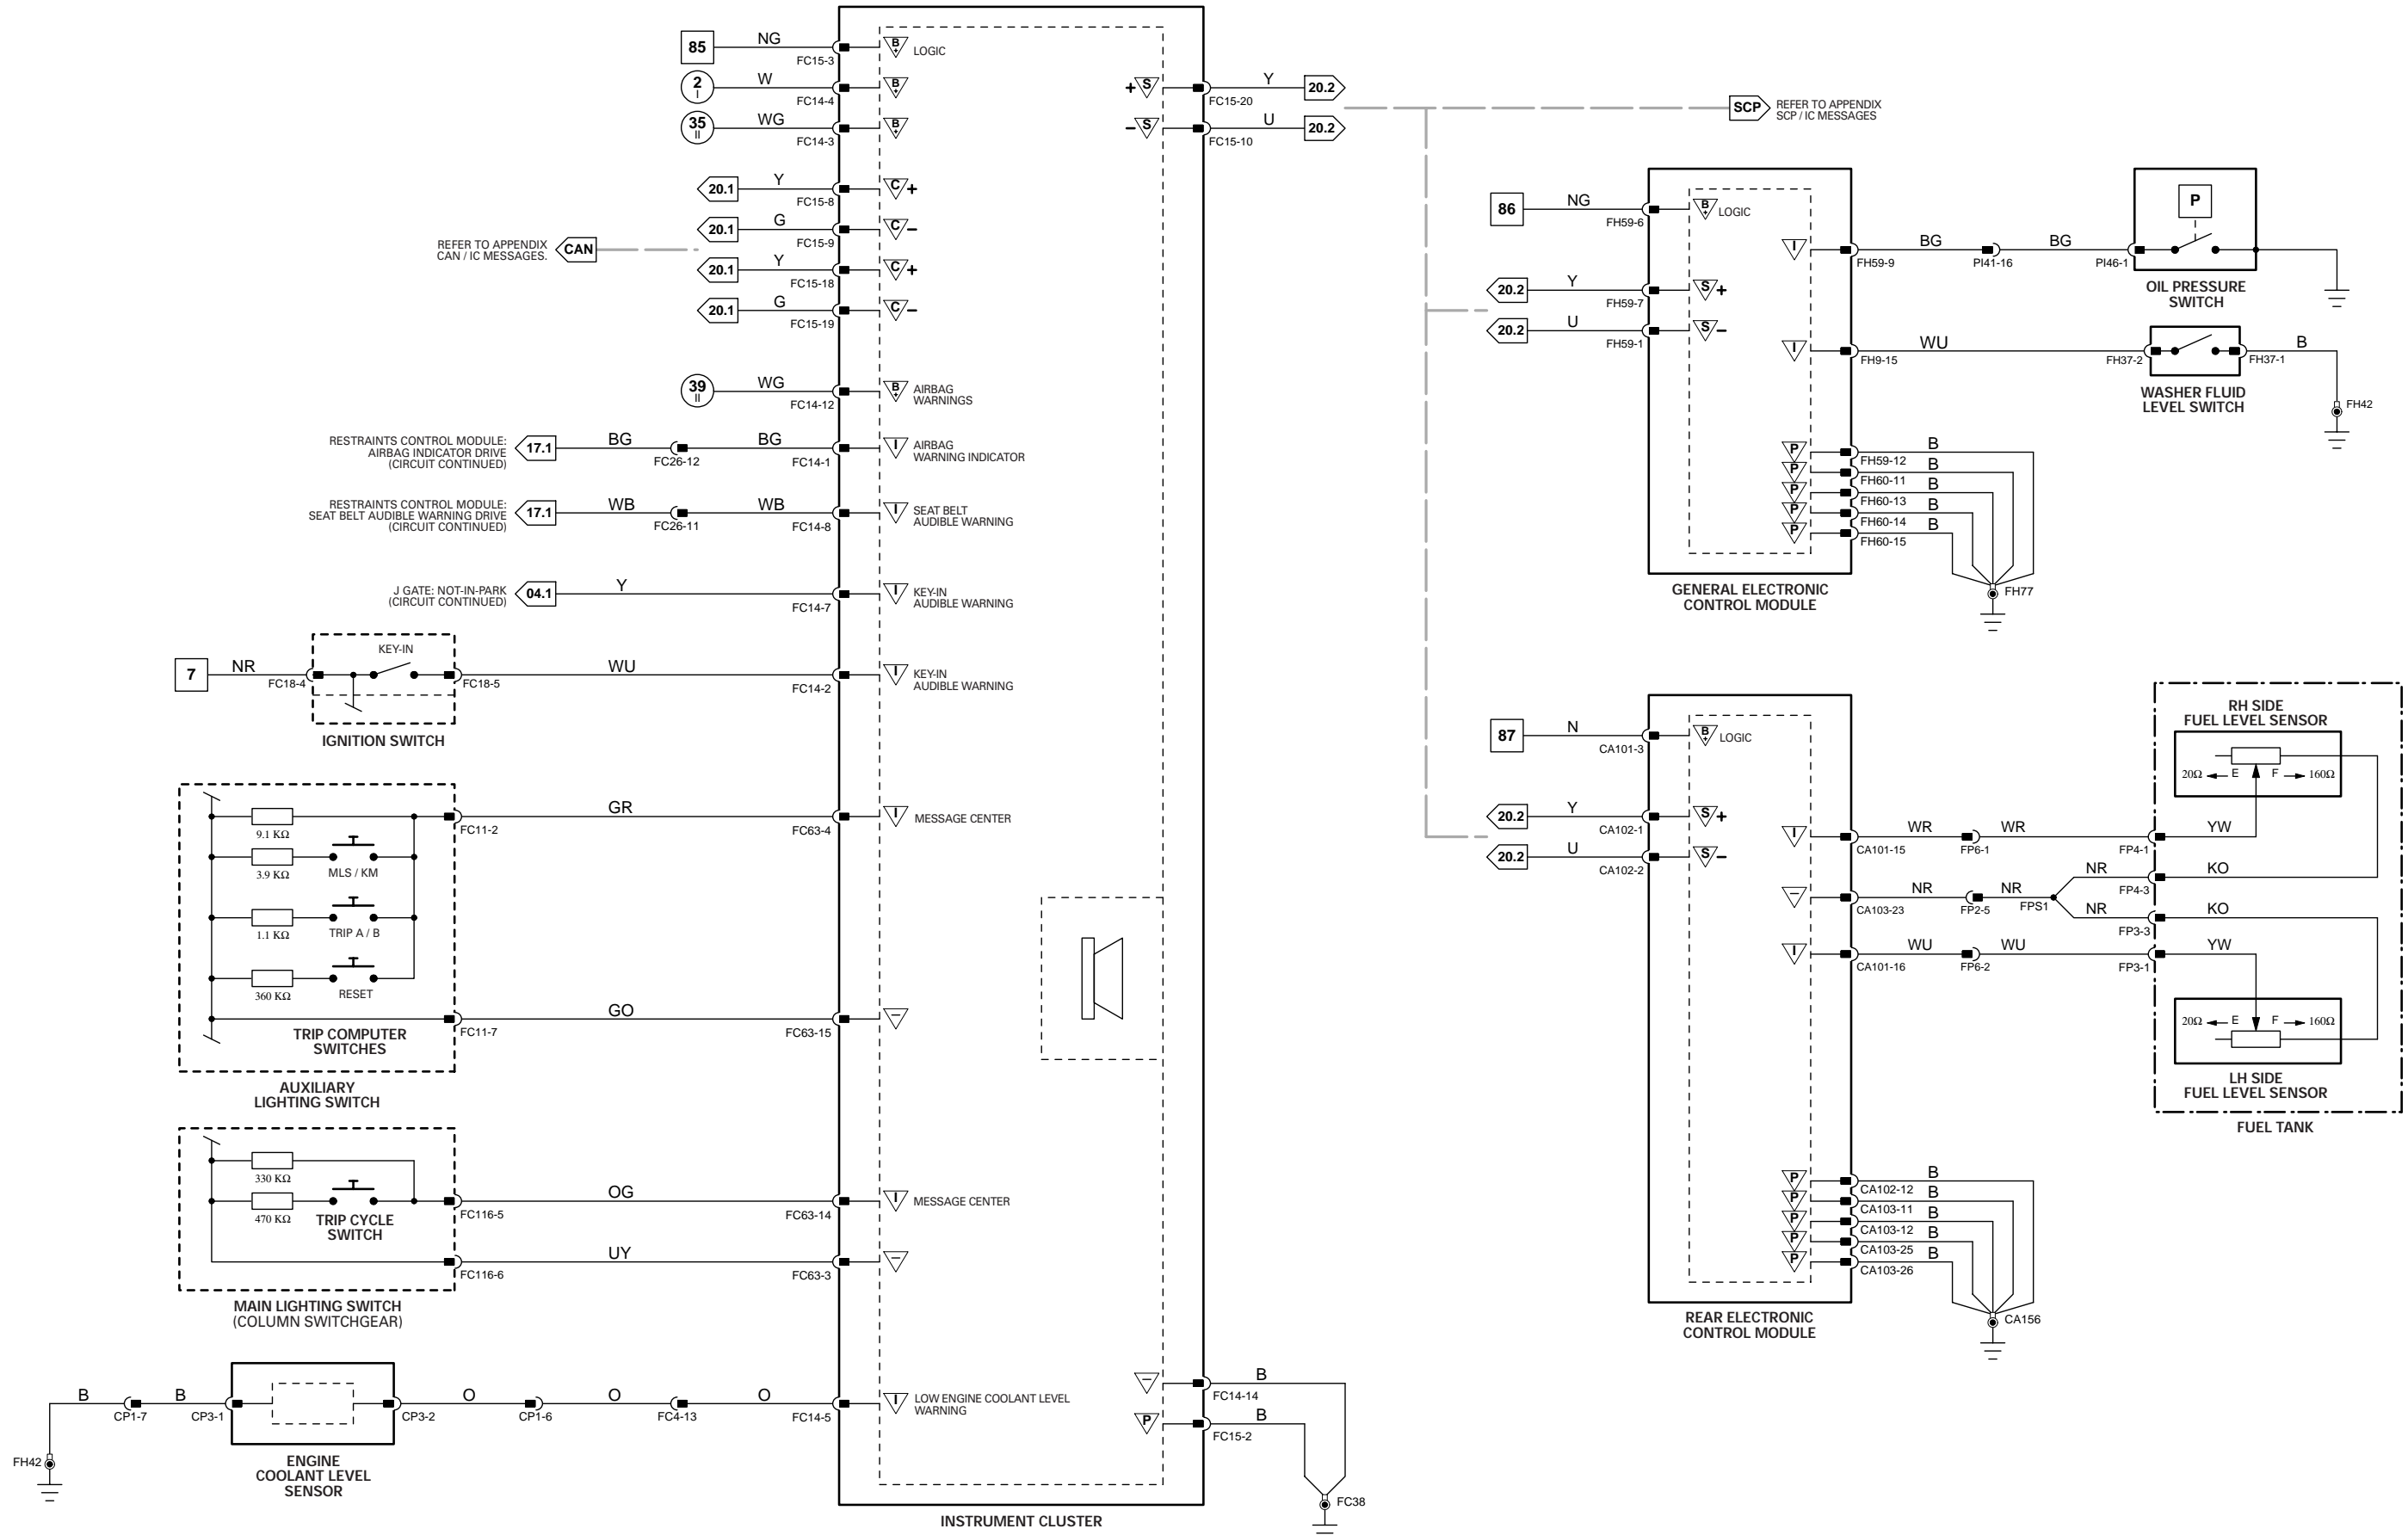 85
NG
FC15-3
B
+
LOGIC
2
I
W
FC14-4
B
+
35
II
WG
FC14-3
B
+
20.1
Y
FC15-8
C
+
20.1
G
FC15-9
C
–
REFER TO APPENDIX
CAN / IC MESSAGES.
CAN
20.1
Y
FC15-18
C
+
20.1
G
FC15-19
C
–
39
II
WG
FC14-12
B
+
AIRBAG
WARNINGS
RESTRAINTS CONTROL MODULE:
AIRBAG INDICATOR DRIVE
(CIRCUIT CONTINUED)
17.1
BG
FC26-12
BG
FC14-1
I
AIRBAG
WARNING INDICATOR
RESTRAINTS CONTROL MODULE:
SEAT BELT AUDIBLE WARNING DRIVE
(CIRCUIT CONTINUED)
17.1
WB
FC26-11
WB
FC14-8
I
SEAT BELT
AUDIBLE WARNING
J GATE: NOT-IN-PARK
(CIRCUIT CONTINUED)
04.1
Y
FC14-7
I
KEY-IN
AUDIBLE WARNING
7
NR
FC18-4
KEY-IN
FC18-5
IGNITION SWITCH
WU
FC14-2
I
KEY-IN
AUDIBLE WARNING
9.1 KΩ
3.9 KΩ
MLS / KM
1.1 KΩ
TRIP A / B
360 KΩ
RESET
FC11-2
GR
FC63-4
I
MESSAGE CENTER
FC11-7
GO
FC63-15
–
TRIP COMPUTER
SWITCHES
AUXILIARY
LIGHTING SWITCH
330 KΩ
470 KΩ
TRIP CYCLE
SWITCH
FC116-5
OG
FC63-14
I
MESSAGE CENTER
FC116-6
UY
FC63-3
–
MAIN LIGHTING SWITCH
(COLUMN SWITCHGEAR)
FH42
B
CP1-7
B
CP3-1
ENGINE
COOLANT LEVEL
SENSOR
CP3-2
O
CP1-6
O
FC4-13
O
FC14-5
I
LOW ENGINE COOLANT LEVEL
WARNING
+
S
FC15-20
Y
20.2
–
S
FC15-10
U
20.2
–
FC14-14
B
P
FC15-2
B
FC38
INSTRUMENT CLUSTER
SCP
REFER TO APPENDIX
SCP / IC MESSAGES
86
NG
FH59-6
B
+
LOGIC
20.2
Y
FH59-7
S
+
20.2
U
FH59-1
S
–
I
FH59-9
BG
PI41-16
BG
PI46-1
P
OIL PRESSURE
SWITCH
I
FH9-15
WU
FH37-2
FH37-1
B
FH42
WASHER FLUID
LEVEL SWITCH
P
FH59-12
B
P
FH60-11
B
P
FH60-13
B
P
FH60-14
B
P
FH60-15
B
FH77
GENERAL ELECTRONIC
CONTROL MODULE
87
N
CA101-3
B
+
LOGIC
20.2
Y
CA102-1
S
+
20.2
U
CA102-2
S
–
I
CA101-15
WR
FP6-1
WR
FP4-1
YW
–
CA103-23
NR
FP2-5
NR
FPS1
NR
FP4-3
KO
NR
FP3-3
KO
I
CA101-16
WU
FP6-2
WU
FP3-1
YW
RH SIDE
FUEL LEVEL SENSOR
20Ω
E
F
160Ω
20Ω
E
F
160Ω
LH SIDE
FUEL LEVEL SENSOR
FUEL TANK
P
CA102-12
B
P
CA103-11
B
P
CA103-12
B
P
CA103-25
B
P
CA103-26
B
CA156
REAR ELECTRONIC
CONTROL MODULE